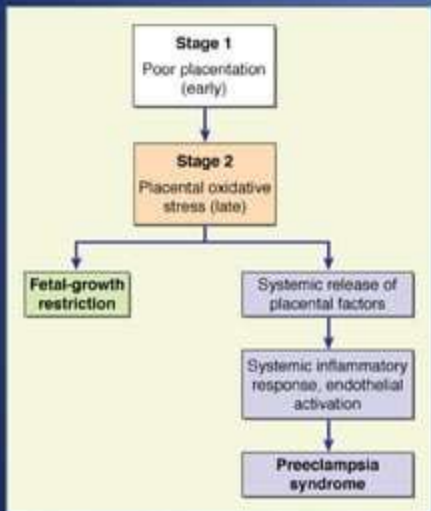 Stage 1
Poor placentation
(early)
Stage 2
Placental oxidative
stress (late)
Fetal-growth
restriction
Systemic release of
placental factors
Systemic inflammatory
response, endothelial
activation
Preeclampsia
syndrome